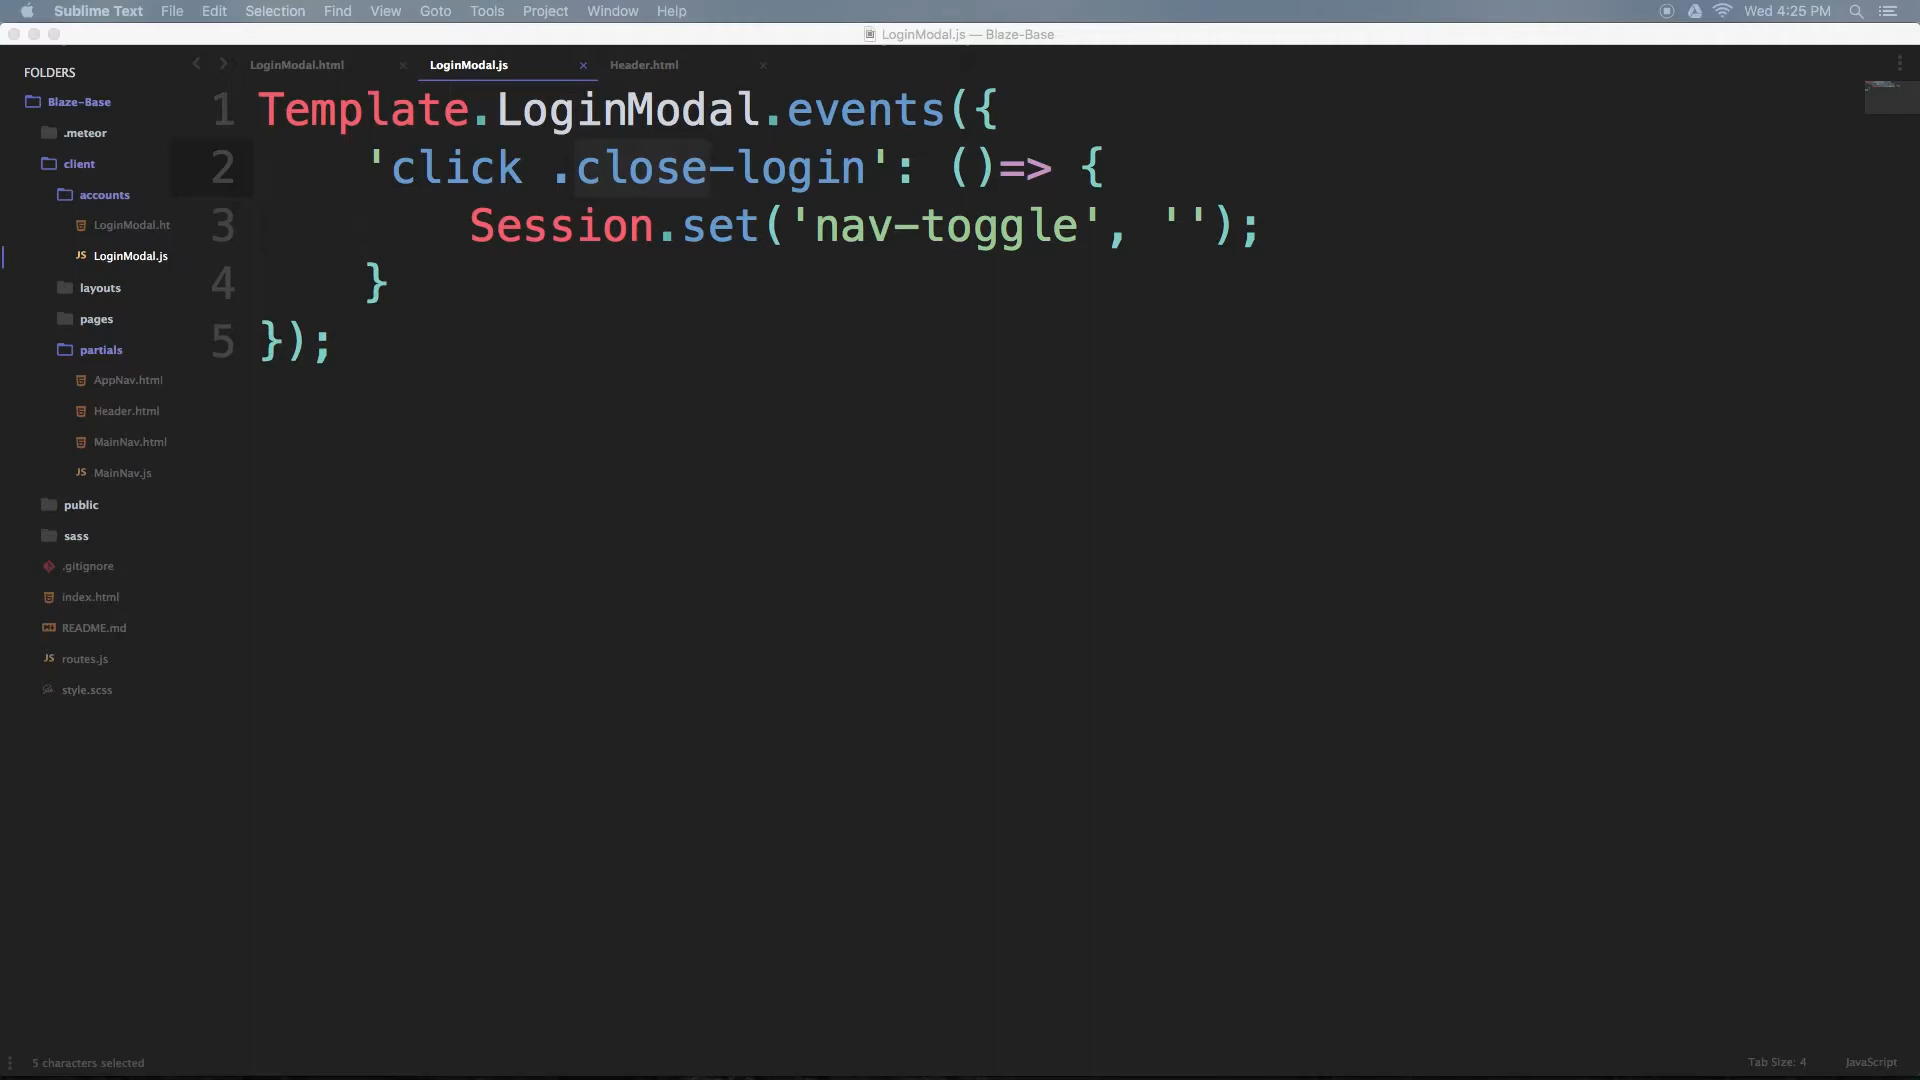 Sublime Text File Edit Selection Find View Goto Tools Project Window Help Wed 4:25 PM
LoginModal.js — Blaze-Base
FOLDERS
Blaze-Base
.meteor
client
accounts
LoginModal.ht
JS LoginModal.js
layouts
pages
partials
AppNav.html
Header.html
MainNav.html
JS MainNav.js
public
sass
.gitignore
index.html
README.md
JS routes.js
style.scss
LoginModal.html × LoginModal.js × Header.html ×
1 Template.LoginModal.events({
2 'click .close-login': ()=> {
3 Session.set('nav-toggle', '');
4 }
5 });
5 characters selected
Tab Size: 4 JavaScript